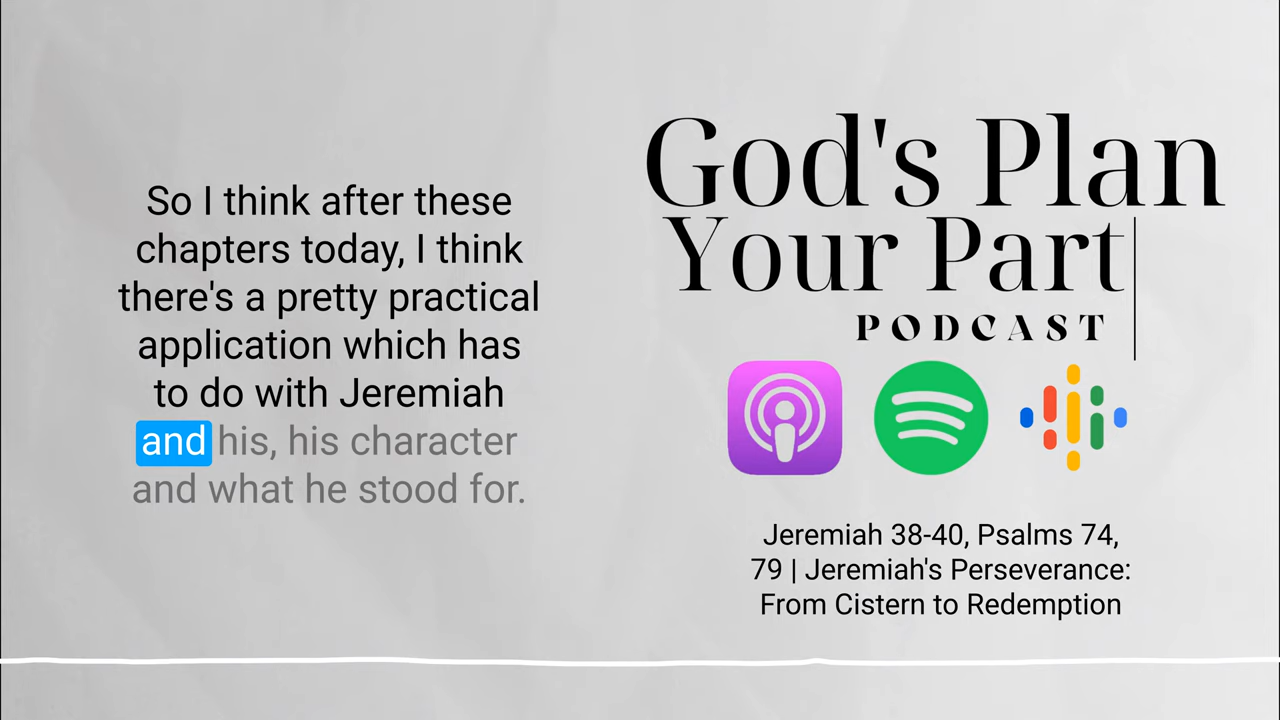 So I think after these
chapters today, I think
there's a pretty practical
application which has
to do with Jeremiah
and his, his character
and what he stood for.
God's Plan
Your Part
PODCAST
Jeremiah 38-40, Psalms 74,
79 | Jeremiah's Perseverance:
From Cistern to Redemption